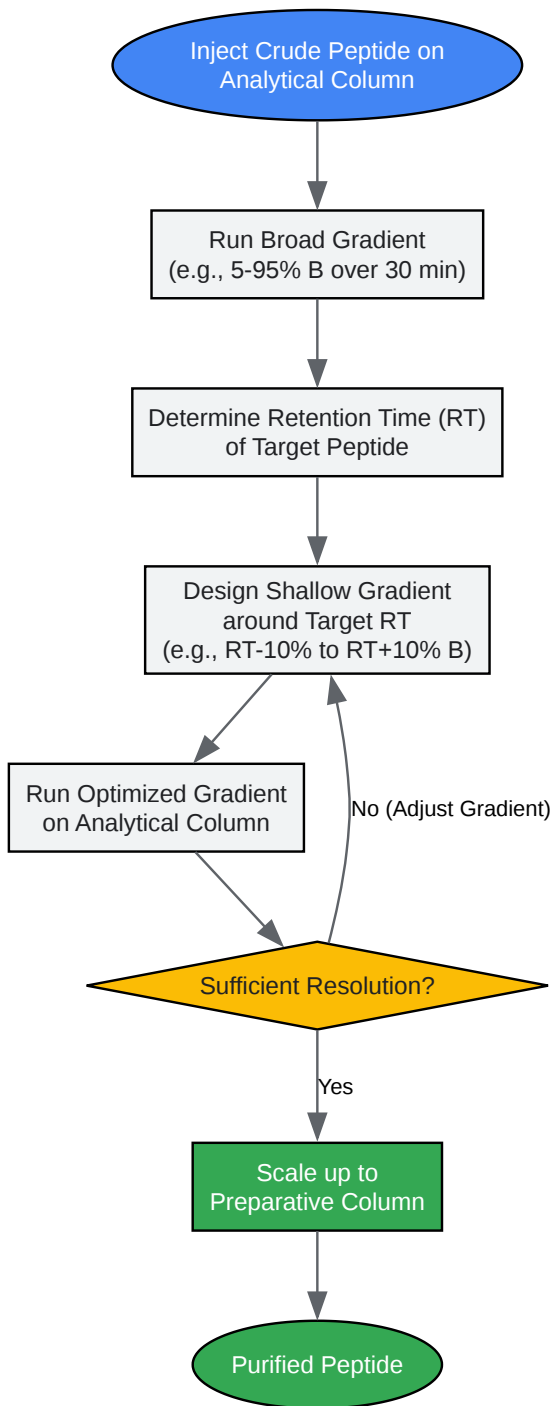 Inject Crude Peptide on
Analytical Column
Run Broad Gradient
(e.g., 5-95% B over 30 min)
Determine Retention Time (RT)
of Target Peptide
Design Shallow Gradient
around Target RT
(e.g., RT-10% to RT+10% B)
Run Optimized Gradient
on Analytical Column
No (Adjust Gradient)
Sufficient Resolution?
Yes
Scale up to
Preparative Column
Purified Peptide